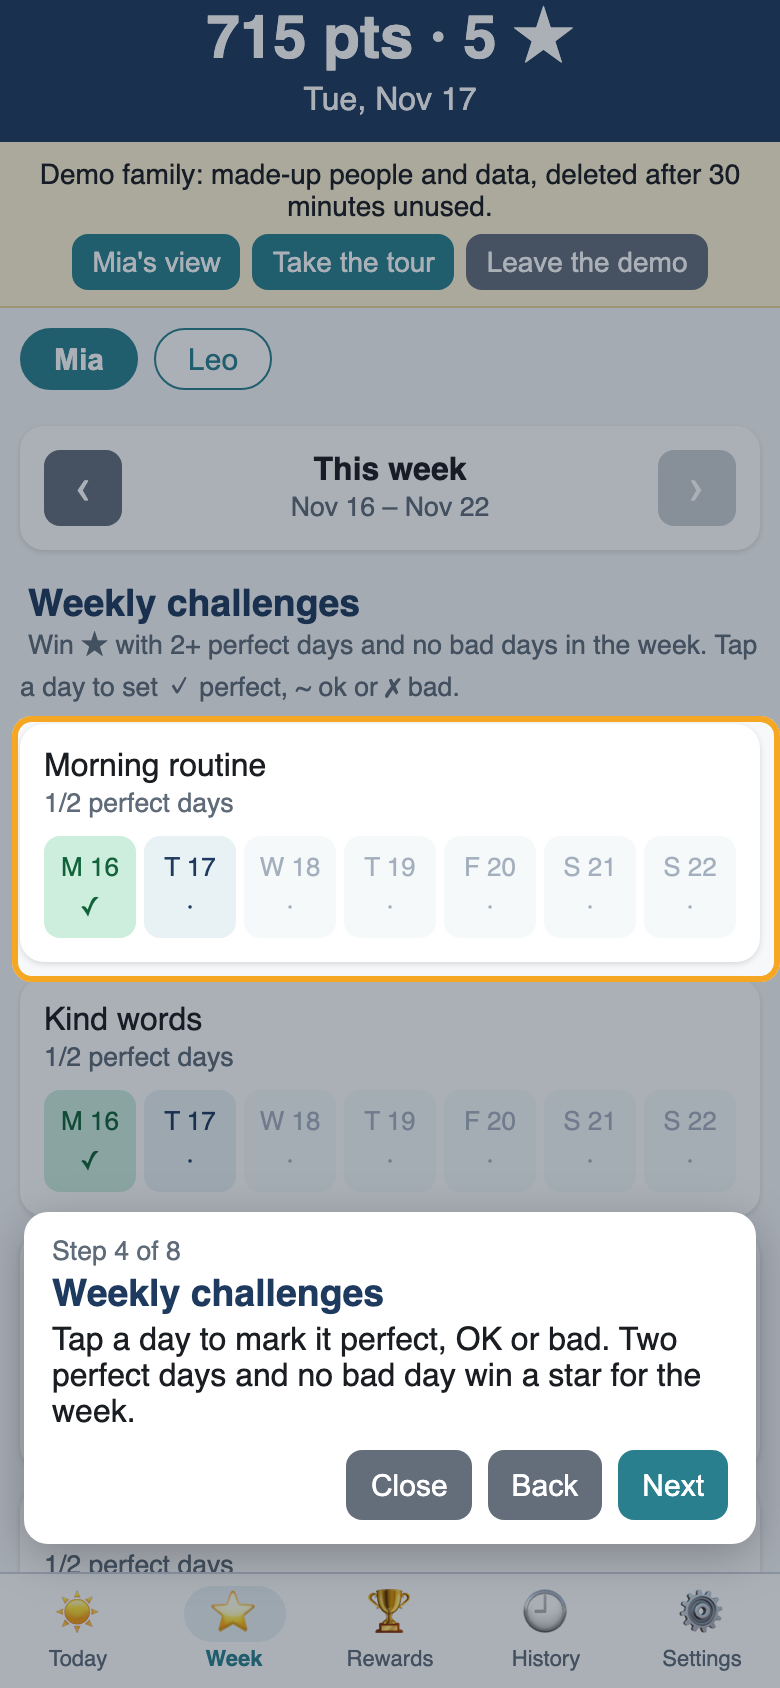 715 pts · 5 ★
Tue, Nov 17
Demo family: made-up people and data, deleted after 30
minutes unused.
Mia's view
Take the tour
Leave the demo
Mia
Leo
‹
This week
Nov 16 – Nov 22
›
Weekly challenges
Win ★ with 2+ perfect days and no bad days in the week. Tap
a day to set ✓ perfect, ~ ok or ✗ bad.
Morning routine
1/2 perfect days
M 16 T 17 W 18 T 19 F 20 S 21 S 22
✓ · · · · · ·
Kind words
1/2 perfect days
M 16 T 17 W 18 T 19 F 20 S 21 S 22
✓ · · · · · ·
Step 4 of 8
Weekly challenges
Tap a day to mark it perfect, OK or bad. Two
perfect days and no bad day win a star for the
week.
Close
Back
Next
1/2 perfect days
Today
Week
Rewards
History
Settings